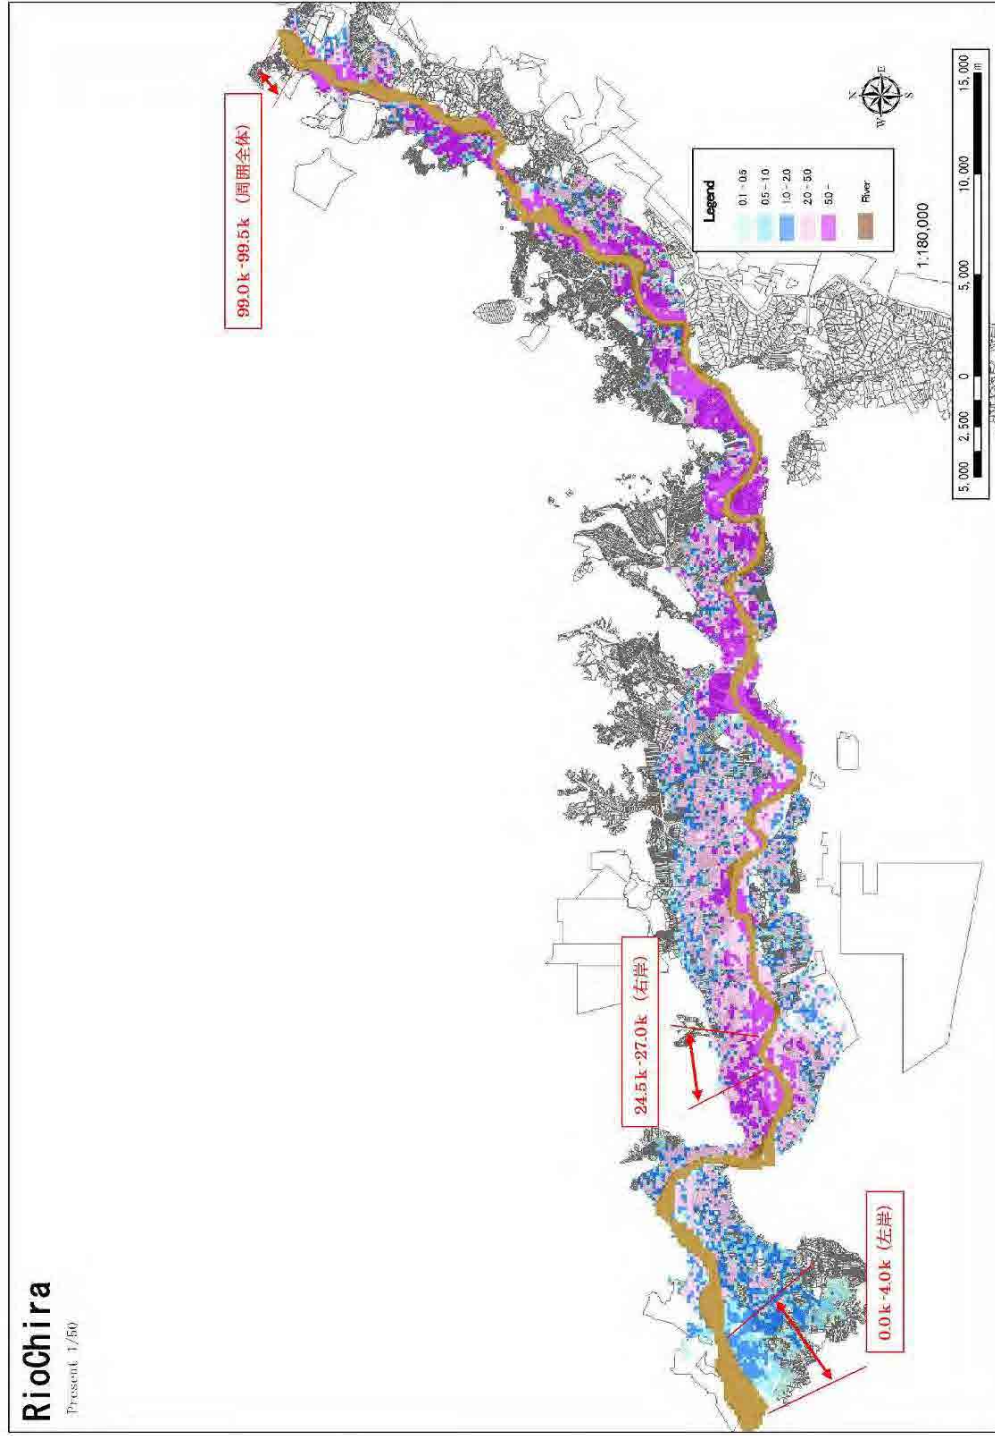 RioChira
Present 1/50
99.0k-99.5k (周囲全体)
24.5k-27.0k (右岸)
0.0k-4.0k (左岸)
N
E
S
W
Legend
0.1 - 0.5
0.5 - 1.0
1.0 - 2.0
2.0 - 5.0
5.0 -
River
1:180,000
5,000 2,500 0 5,000 10,000 15,000
m